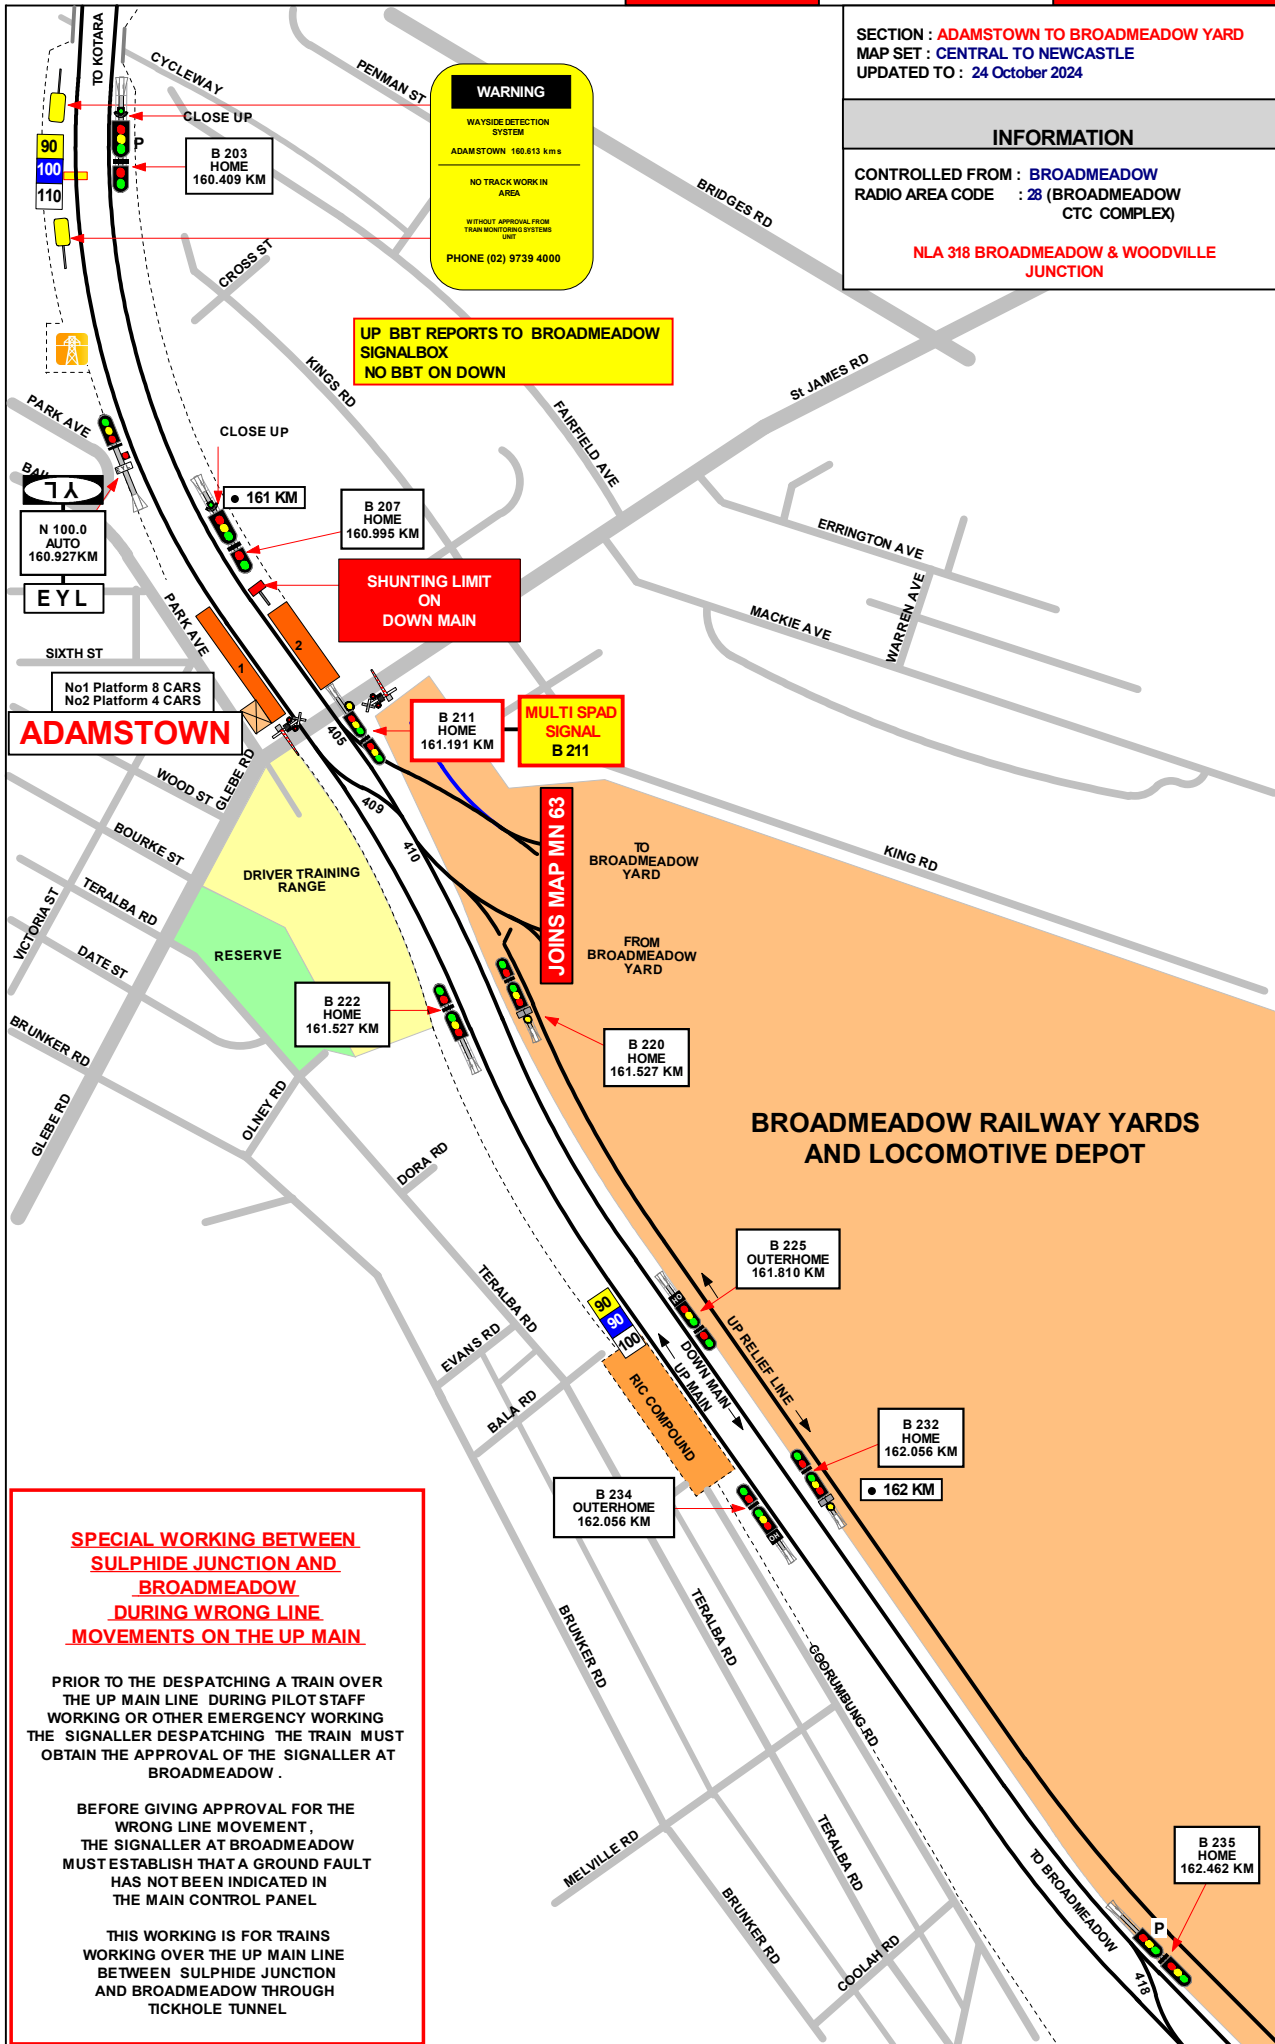 SECTION : ADAMSTOWN TO BROADMEADOW YARD
MAP SET : CENTRAL TO NEWCASTLE
UPDATED TO : 24 October 2024
INFORMATION
CONTROLLED FROM : BROADMEADOW
RADIO AREA CODE : 28 (BROADMEADOW
CTC COMPLEX)
NLA 318 BROADMEADOW & WOODVILLE
JUNCTION
TO KOTARA
CYCLEWAY
PENMAN ST
CLOSE UP
P
B 203
HOME
160.409 KM
90
100
110
WARNING
WAYSIDE DETECTION
SYSTEM
ADAMSTOWN 160.613 kms
NO TRACK WORK IN
AREA
WITHOUT APPROVAL FROM
TRAIN MONITORING SYSTEMS
UNIT
PHONE (02) 9739 4000
BRIDGES RD
CROSS ST
UP BBT REPORTS TO BROADMEADOW
SIGNALBOX
NO BBT ON DOWN
KINGS RD
St JAMES RD
FAIRFIELD AVE
PARK AVE
CLOSE UP
161 KM
B 207
HOME
160.995 KM
YL
N 100.0
AUTO
160.927KM
EYL
SHUNTING LIMIT
ON
DOWN MAIN
ERRINGTON AVE
WARREN AVE
MACKIE AVE
PARK AVE
SIXTH ST
1
2
No1 Platform 8 CARS
No2 Platform 4 CARS
ADAMSTOWN
405
B 211
HOME
161.191 KM
MULTI SPAD
SIGNAL
B 211
GLEBE RD
WOOD ST
409
410
JOINS MAP MN 63
TO
BROADMEADOW
YARD
KING RD
BOURKE ST
DRIVER TRAINING
RANGE
TERALBA RD
VICTORIA ST
DATE ST
RESERVE
FROM
BROADMEADOW
YARD
B 222
HOME
161.527 KM
B 220
HOME
161.527 KM
BRUNKER RD
GLEBE RD
OLNEY RD
DORA RD
BROADMEADOW RAILWAY YARDS
AND LOCOMOTIVE DEPOT
B 225
OUTERHOME
161.810 KM
TERALBA RD
EVANS RD
BALA RD
90
90
100
OH
UP RELIEF LINE
DOWN MAIN
UP MAIN
RIC COMPOUND
B 232
HOME
162.056 KM
162 KM
B 234
OUTERHOME
162.056 KM
OH
SPECIAL WORKING BETWEEN
SULPHIDE JUNCTION AND
BROADMEADOW
DURING WRONG LINE
MOVEMENTS ON THE UP MAIN
PRIOR TO THE DESPATCHING A TRAIN OVER
THE UP MAIN LINE DURING PILOT STAFF
WORKING OR OTHER EMERGENCY WORKING
THE SIGNALLER DESPATCHING THE TRAIN MUST
OBTAIN THE APPROVAL OF THE SIGNALLER AT
BROADMEADOW .
BEFORE GIVING APPROVAL FOR THE
WRONG LINE MOVEMENT ,
THE SIGNALLER AT BROADMEADOW
MUST ESTABLISH THAT A GROUND FAULT
HAS NOT BEEN INDICATED IN
THE MAIN CONTROL PANEL
THIS WORKING IS FOR TRAINS
WORKING OVER THE UP MAIN LINE
BETWEEN SULPHIDE JUNCTION
AND BROADMEADOW THROUGH
TICKHOLE TUNNEL
BRUNKER RD
TERALBA RD
COORUMBUNG RD
MELVILLE RD
TERALBA RD
BRUNKER RD
COOLAH RD
TO BROADMEADOW
B 235
HOME
162.462 KM
P
418